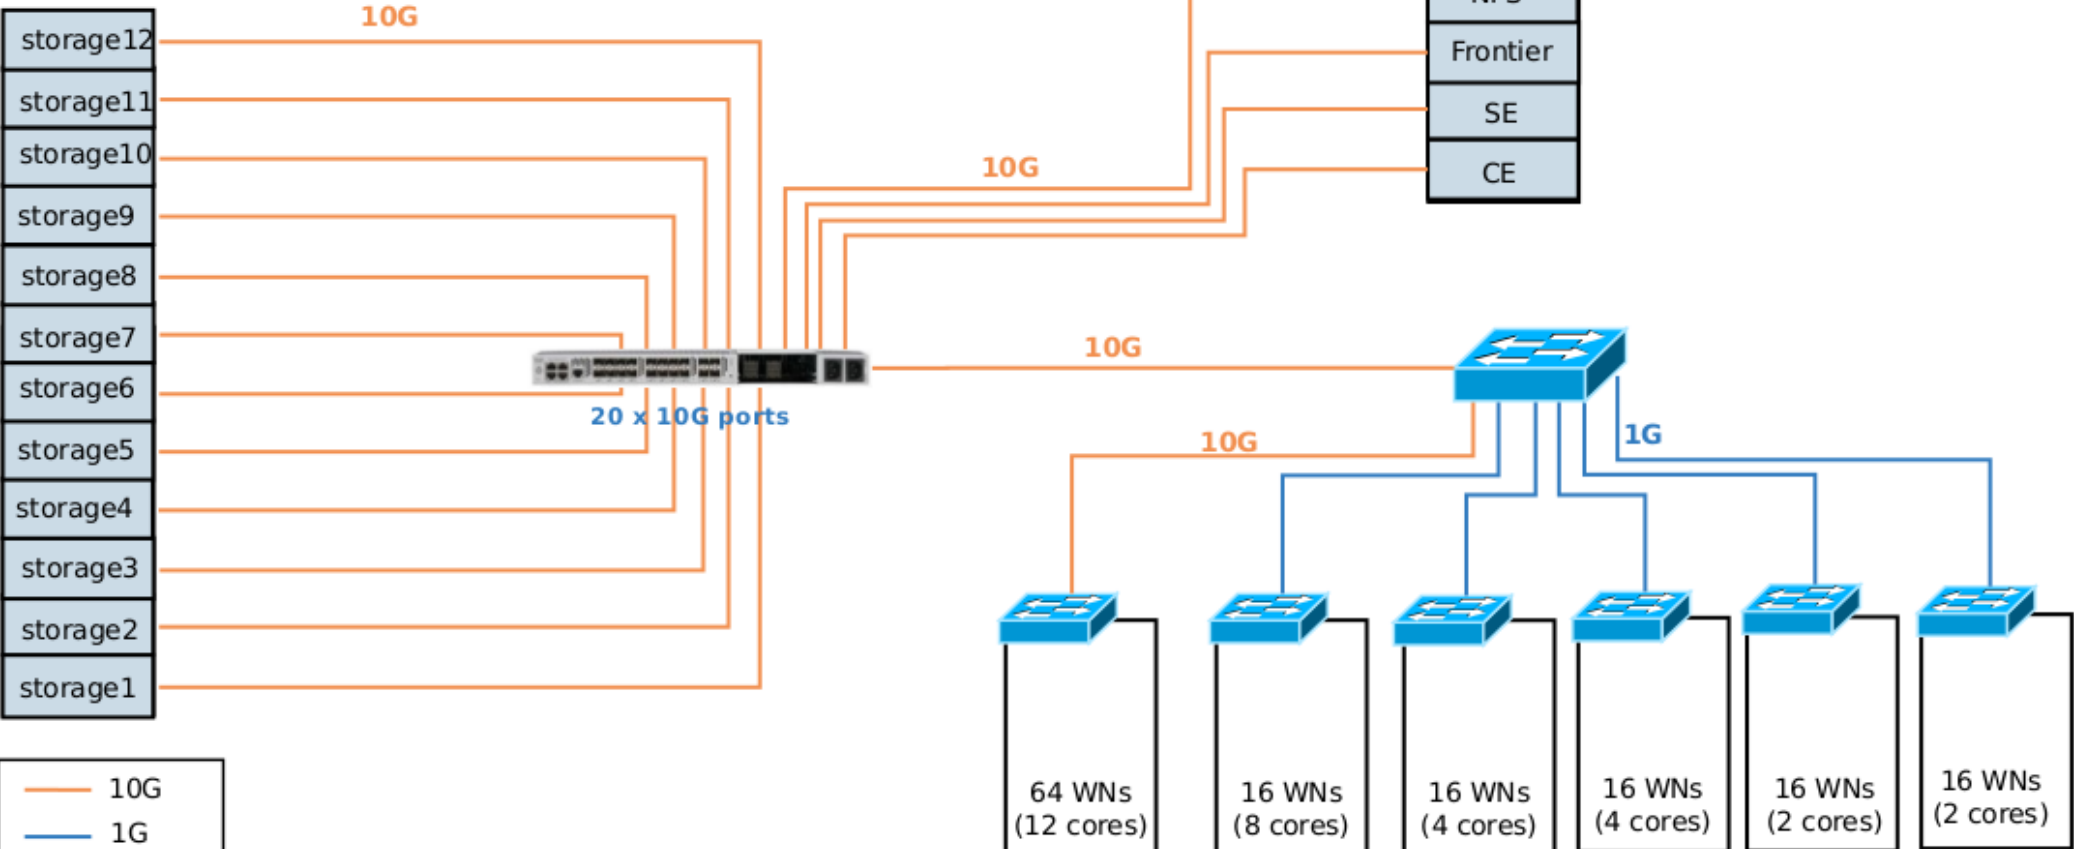 10G
storage12
storage11
storage10
storage9
storage8
storage7
storage6
storage5
storage4
storage3
storage2
storage1
20 x 10G ports
10G
Frontier
SE
CE
10G
10G
1G
64 WNs
(12 cores)
16 WNs
(8 cores)
16 WNs
(4 cores)
16 WNs
(4 cores)
16 WNs
(2 cores)
16 WNs
(2 cores)
10G
1G